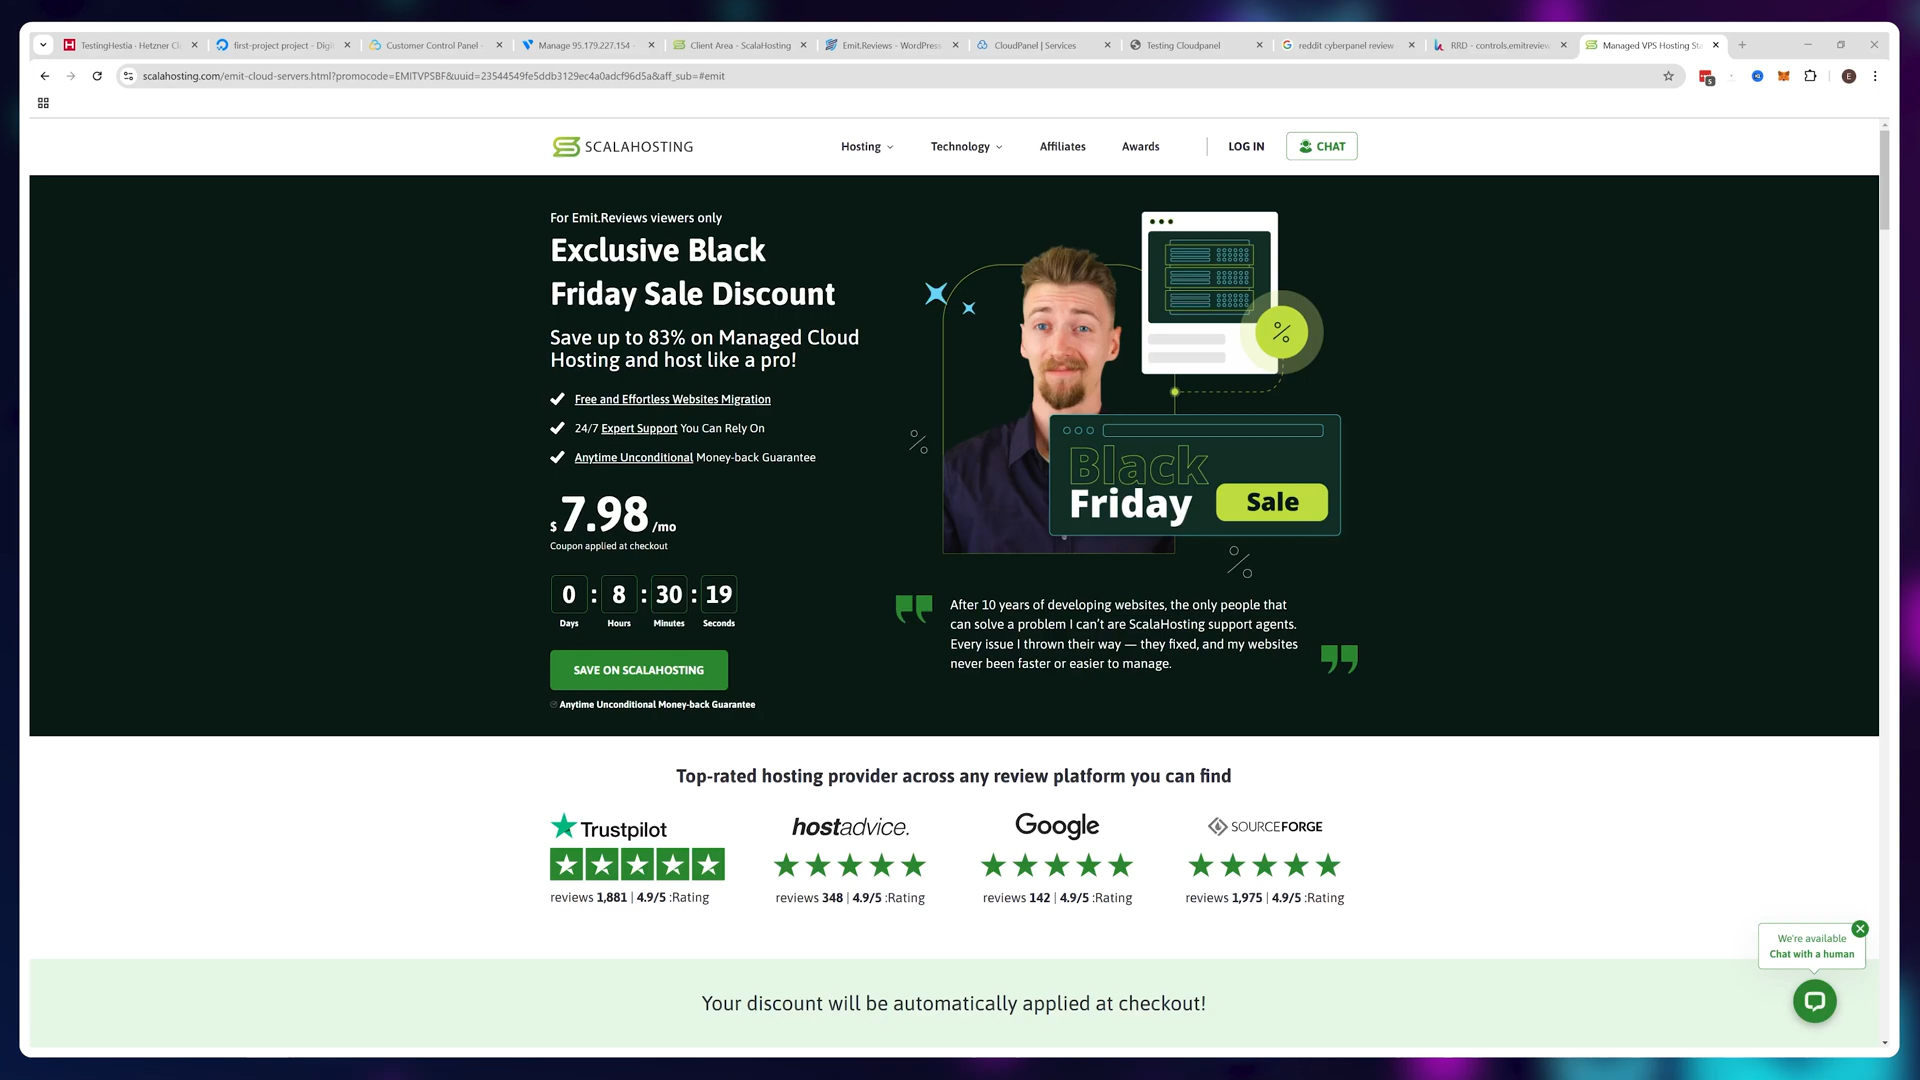 TestingHestia · Hetzner Cl
first-project project - Digi
Customer Control Panel -
Manage 95.179.227.154 -
Client Area - ScalaHosting
Emit.Reviews - WordPress
CloudPanel | Services
Testing Cloudpanel
reddit cyberpanel review
RRD - controls.emitreview
Managed VPS Hosting Sta
scalahosting.com/emit-cloud-servers.html?promocode=EMITVPSBF&uuid=23544549fe5ddb3129ec4a0adcf96d5a&aff_sub=#emit
5
E
SCALAHOSTING
Hosting
Technology
Affiliates
Awards
LOG IN
CHAT
For Emit.Reviews viewers only
Exclusive Black
Friday Sale Discount
Save up to 83% on Managed Cloud
Hosting and host like a pro!
Free and Effortless Websites Migration
24/7 Expert Support You Can Rely On
Anytime Unconditional Money-back Guarantee
$ 7.98 /mo
Coupon applied at checkout
0 : 8 : 30 : 19
Days Hours Minutes Seconds
SAVE ON SCALAHOSTING
Anytime Unconditional Money-back Guarantee
%
%
%
Black
Friday
Sale
After 10 years of developing websites, the only people that
can solve a problem I can't are ScalaHosting support agents.
Every issue I thrown their way — they fixed, and my websites
never been faster or easier to manage.
Top-rated hosting provider across any review platform you can find
Trustpilot
hostadvice.
Google
SOURCEFORGE
reviews 1,881 | 4.9/5 :Rating
reviews 348 | 4.9/5 :Rating
reviews 142 | 4.9/5 :Rating
reviews 1,975 | 4.9/5 :Rating
We're available
Chat with a human
Your discount will be automatically applied at checkout!